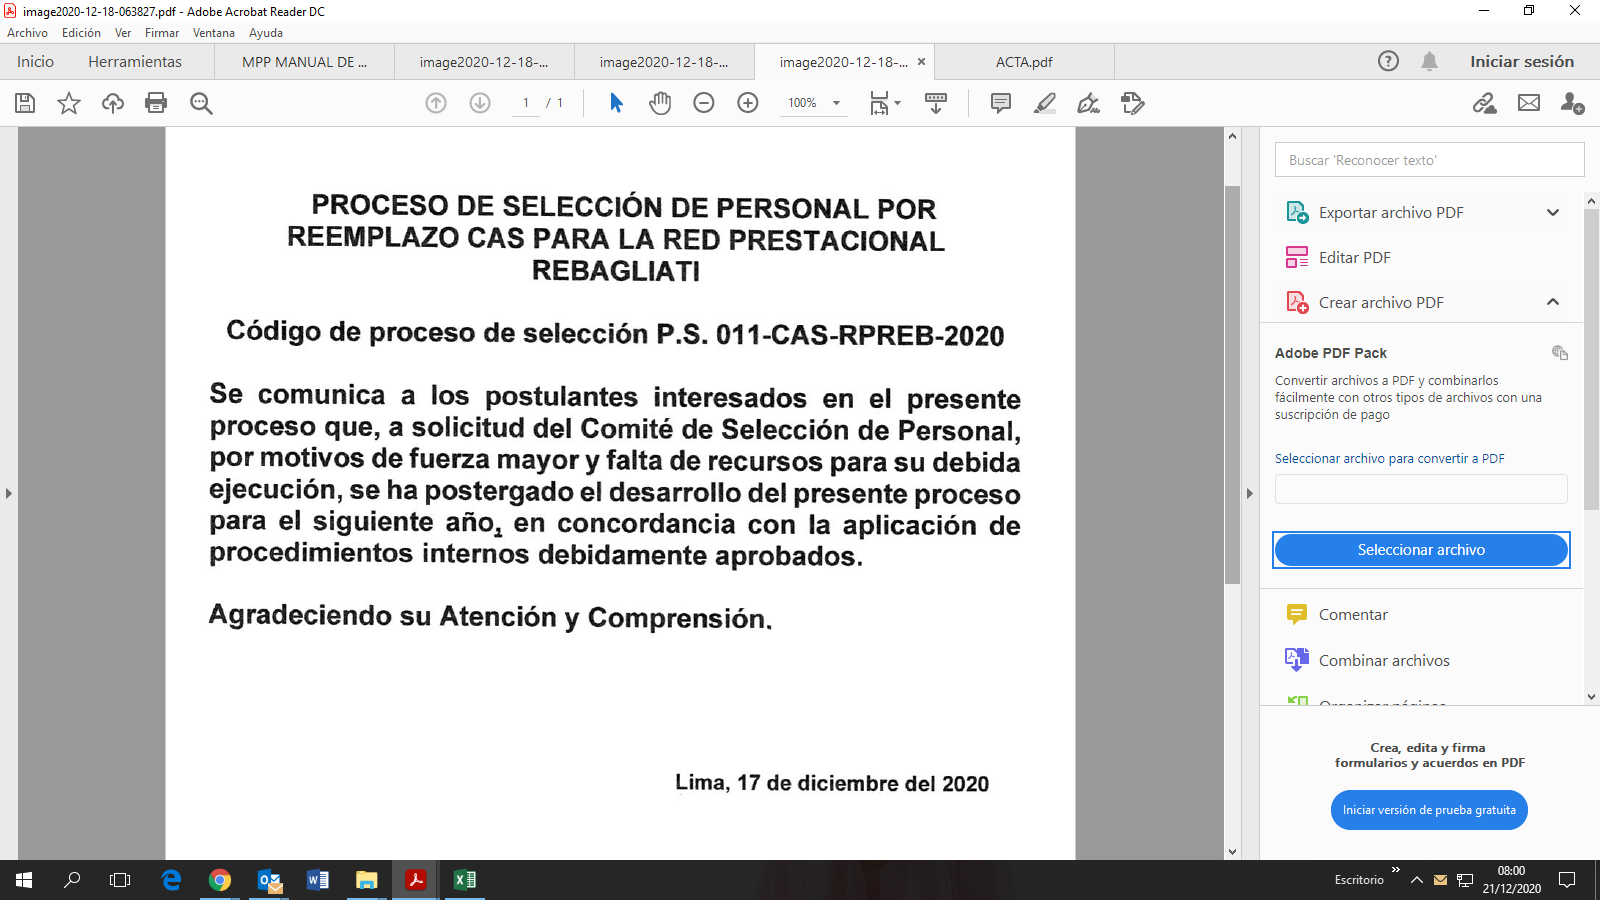 image2020-12-18-063827.pdf - Adobe Acrobat Reader DC
Archivo Edición Ver Firmar Ventana Ayuda
Inicio Herramientas MPP MANUAL DE ... image2020-12-18-... image2020-12-18-... image2020-12-18-... ACTA.pdf Iniciar sesión
1 / 1 100%
PROCESO DE SELECCIÓN DE PERSONAL POR
REEMPLAZO CAS PARA LA RED PRESTACIONAL
REBAGLIATI
Código de proceso de selección P.S. 011-CAS-RPREB-2020
Se comunica a los postulantes interesados en el presente
proceso que, a solicitud del Comité de Selección de Personal,
por motivos de fuerza mayor y falta de recursos para su debida
ejecución, se ha postergado el desarrollo del presente proceso
para el siguiente año, en concordancia con la aplicación de
procedimientos internos debidamente aprobados.
Agradeciendo su Atención y Comprensión.
Lima, 17 de diciembre del 2020
Buscar 'Reconocer texto'
Exportar archivo PDF
Editar PDF
Crear archivo PDF
Adobe PDF Pack
Convertir archivos a PDF y combinarlos
fácilmente con otros tipos de archivos con una
suscripción de pago
Seleccionar archivo para convertir a PDF
Seleccionar archivo
Comentar
Combinar archivos
Organizar páginas
Crea, edita y firma
formularios y acuerdos en PDF
Iniciar versión de prueba gratuita
Escritorio
08:00
21/12/2020